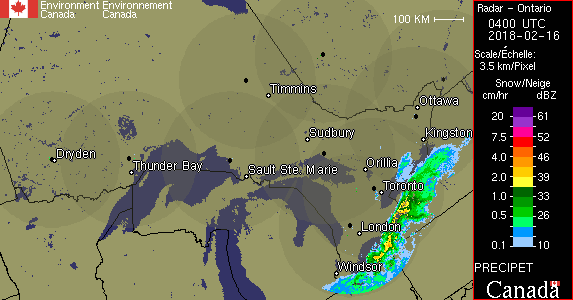 Environment Environnement
Canada Canada
100 KM
Timmins
Ottawa
Sudbury
Kingston
Dryden
Thunder Bay
Sault Ste. Marie
Orillia
Toronto
London
Windsor
Radar - Ontario
0400 UTC
2018-02-16
Scale/Échelle:
3.5 km/Pixel
Snow/Neige
cm/hr dBZ
20 61
7.5 52
4.0 46
2.0 39
1.0 33
0.5 26
0.1 10
PRECIPET
Canada